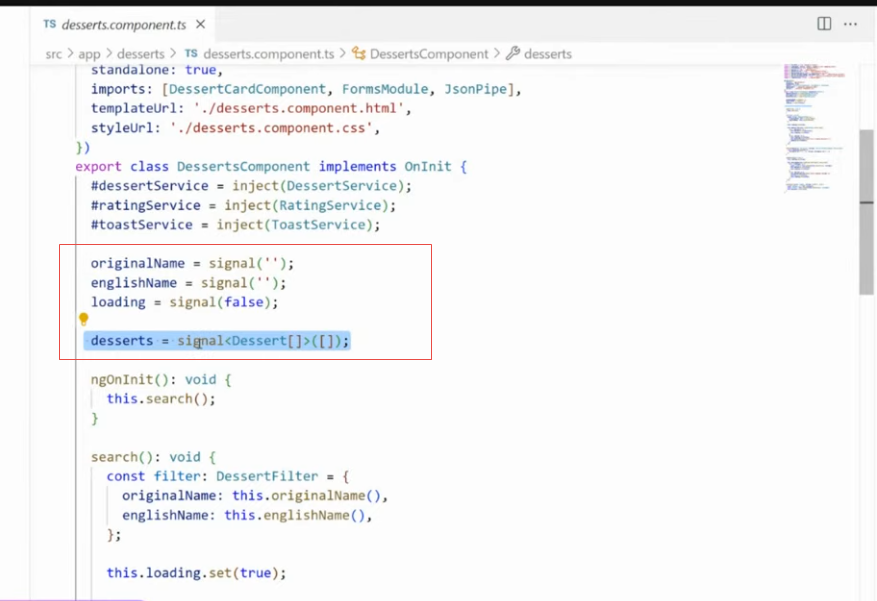 TS desserts.component.ts ×
src > app > desserts > TS desserts.component.ts > DessertsComponent > desserts
standalone: true,
imports: [DessertCardComponent, FormsModule, JsonPipe],
templateUrl: './desserts.component.html',
styleUrl: './desserts.component.css',
})
export class DessertsComponent implements OnInit {
#dessertService = inject(DessertService);
#ratingService = inject(RatingService);
#toastService = inject(ToastService);
originalName = signal('');
englishName = signal('');
loading = signal(false);
desserts = signal<Dessert[]>([]);
ngOnInit(): void {
this.search();
}
search(): void {
const filter: DessertFilter = {
originalName: this.originalName(),
englishName: this.englishName(),
};
this.loading.set(true);